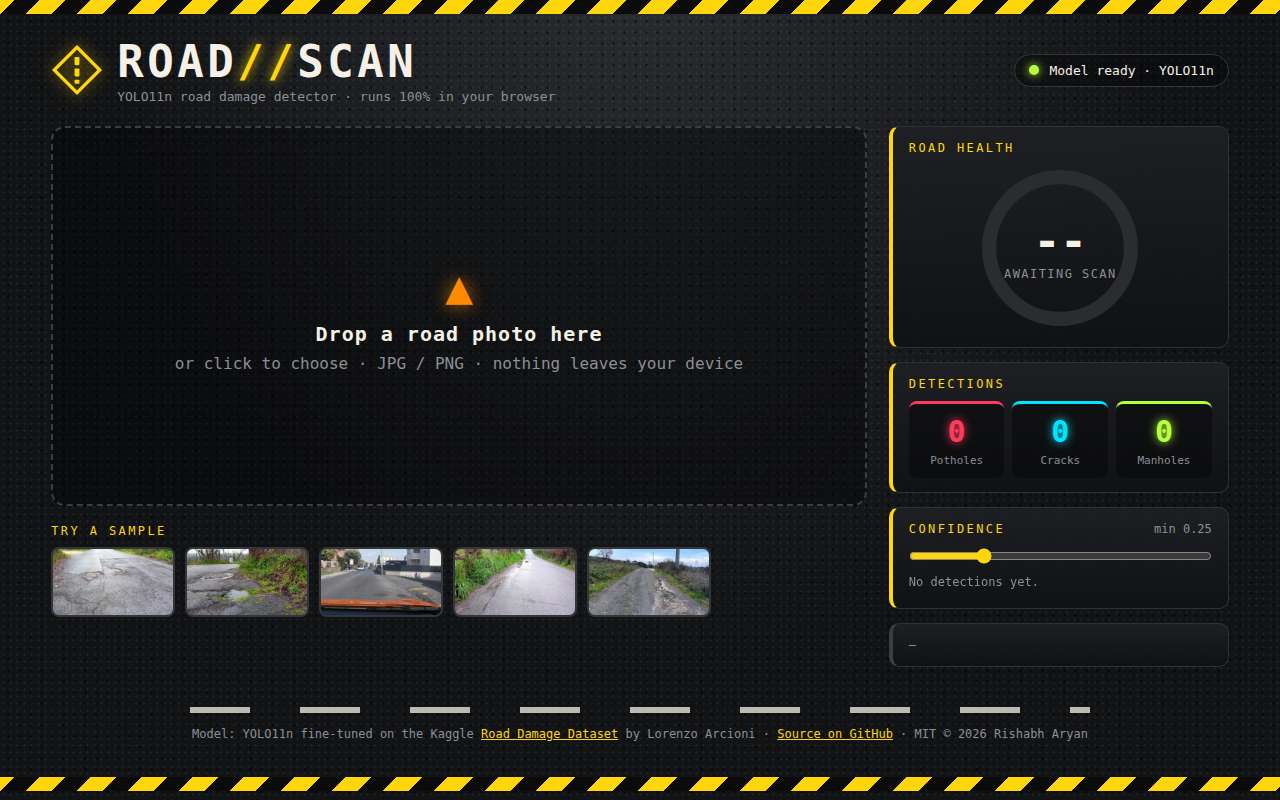 ROAD//SCAN
YOLO11n road damage detector · runs 100% in your browser
Model ready · YOLO11n
Drop a road photo here
or click to choose · JPG / PNG · nothing leaves your device
TRY A SAMPLE
ROAD HEALTH
--
AWAITING SCAN
DETECTIONS
0 0 0
Potholes Cracks Manholes
CONFIDENCE min 0.25
No detections yet.
—
Model: YOLO11n fine-tuned on the Kaggle Road Damage Dataset by Lorenzo Arcioni · Source on GitHub · MIT © 2026 Rishabh Aryan